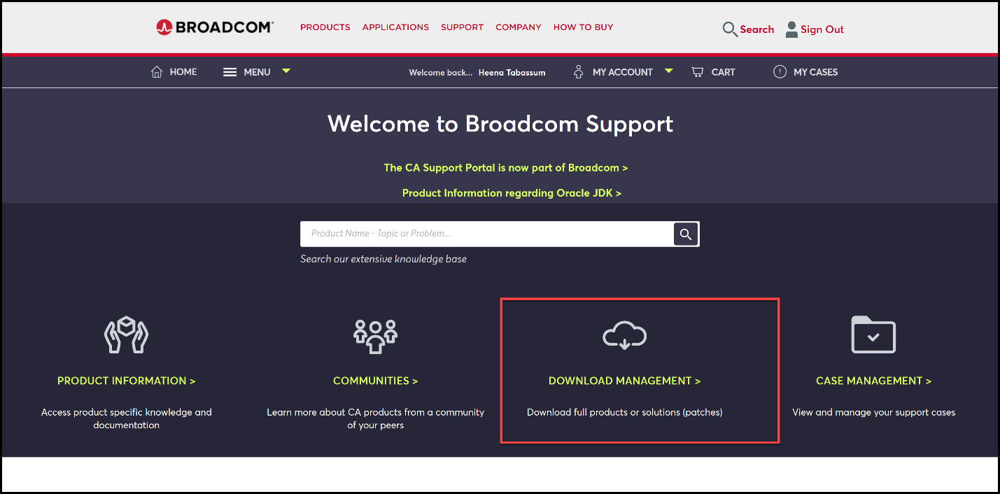 BROADCOM
PRODUCTS APPLICATIONS SUPPORT COMPANY HOW TO BUY
Search Sign Out
HOME MENU Welcome back... Heena Tabassum MY ACCOUNT CART MY CASES
Welcome to Broadcom Support
The CA Support Portal is now part of Broadcom >
Product Information regarding Oracle JDK >
Product Name - Topic or Problem...
Search our extensive knowledge base
PRODUCT INFORMATION >
Access product specific knowledge and
documentation
COMMUNITIES >
Learn more about CA products from a community
of your peers
DOWNLOAD MANAGEMENT >
Download full products or solutions (patches)
CASE MANAGEMENT >
View and manage your support cases